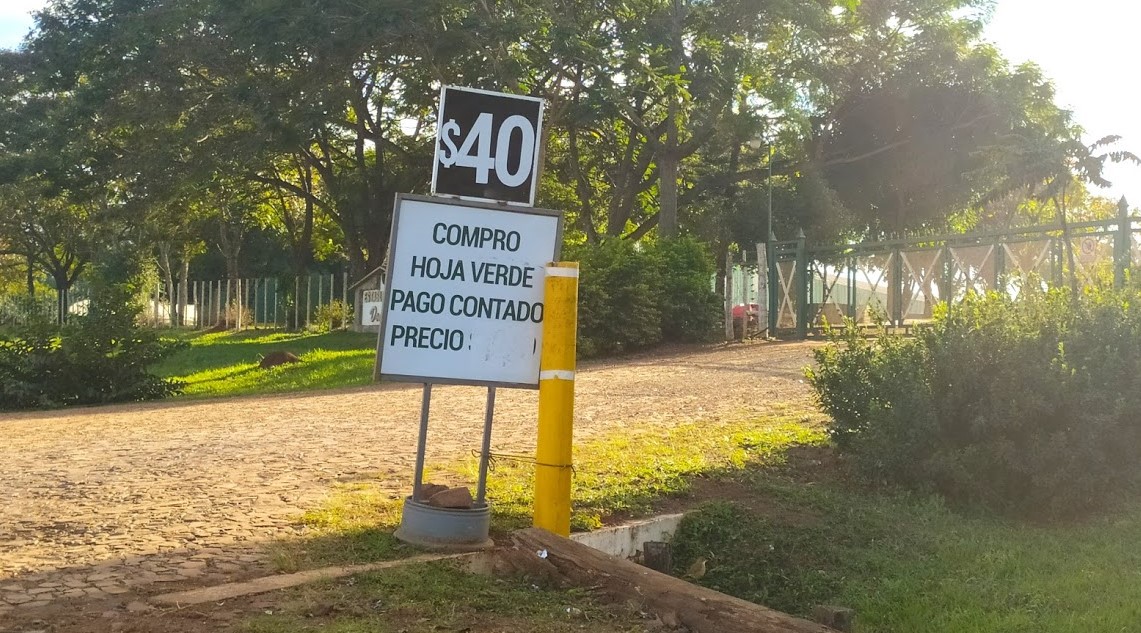 $40
COMPRO
HOJA VERDE
PAGO CONTADO
PRECIO